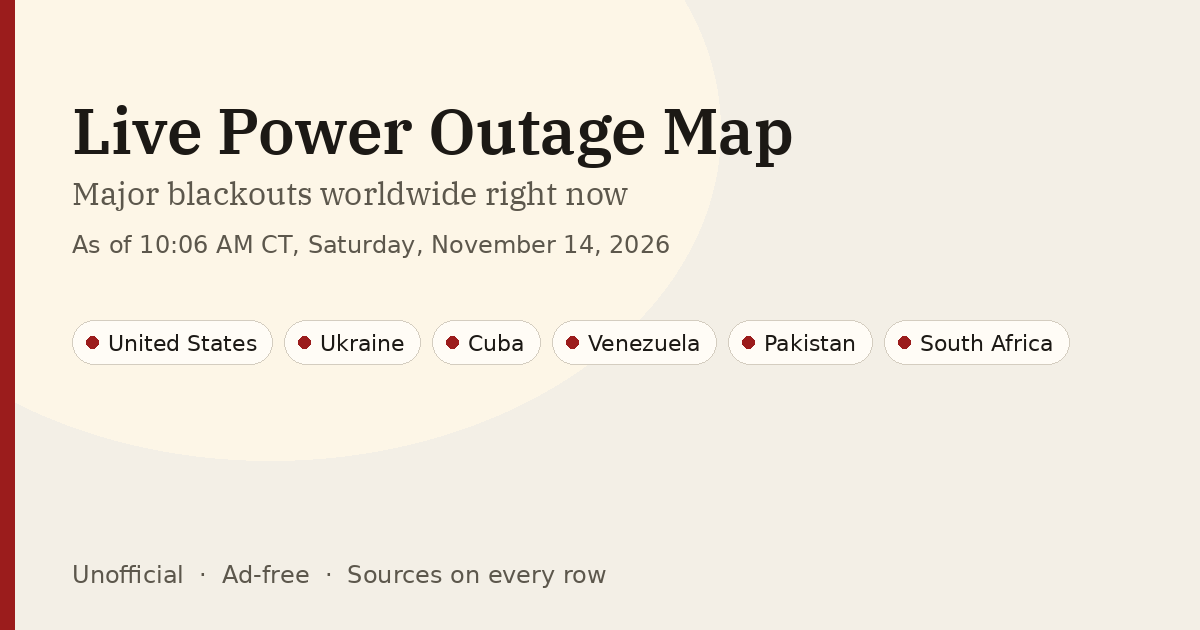 Live Power Outage Map
Major blackouts worldwide right now
As of 10:06 AM CT, Saturday, November 14, 2026
United States Ukraine Cuba Venezuela Pakistan South Africa
Unofficial · Ad-free · Sources on every row